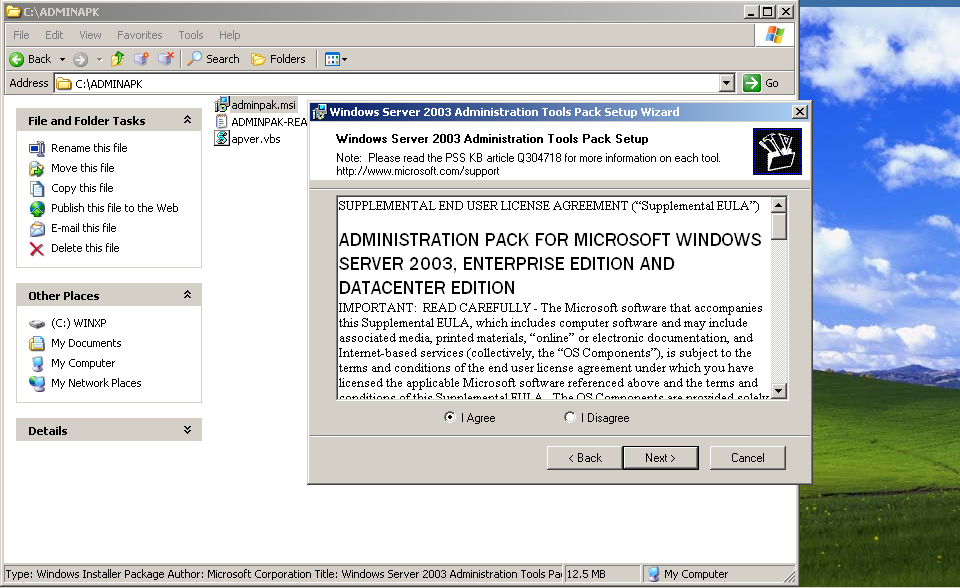 C:\ADMINAPK
File Edit View Favorites Tools Help
Back Search Folders
Address C:\ADMINAPK Go
File and Folder Tasks
Rename this file
Move this file
Copy this file
Publish this file to the Web
E-mail this file
Delete this file
Other Places
(C:) WINXP
My Documents
My Computer
My Network Places
Details
adminpak.msi
ADMINPAK-REA
apver.vbs
Windows Server 2003 Administration Tools Pack Setup Wizard
Windows Server 2003 Administration Tools Pack Setup
Note: Please read the PSS KB article Q304718 for more information on each tool.
http://www.microsoft.com/support
SUPPLEMENTAL END USER LICENSE AGREEMENT (“Supplemental EULA”)
ADMINISTRATION PACK FOR MICROSOFT WINDOWS
SERVER 2003, ENTERPRISE EDITION AND
DATACENTER EDITION
IMPORTANT: READ CAREFULLY - The Microsoft software that accompanies
this Supplemental EULA, which includes computer software and may include
associated media, printed materials, “online” or electronic documentation, and
Internet-based services (collectively, the “OS Components”), is subject to the
terms and conditions of the end user license agreement under which you have
licensed the applicable Microsoft software referenced above and the terms and
conditions of this Supplemental EULA. The OS Components are provided solely
I Agree I Disagree
< Back Next > Cancel
Type: Windows Installer Package Author: Microsoft Corporation Title: Windows Server 2003 Administration Tools Pa 12.5 MB My Computer